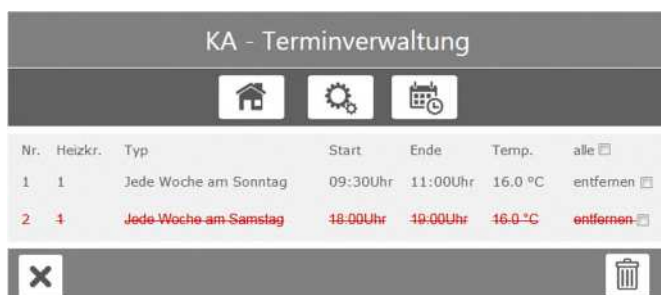 KA - Terminverwaltung
Nr. Heizkr. Typ Start Ende Temp. alle
1 1 Jede Woche am Sonntag 09:30Uhr 11:00Uhr 16.0 ºC entfernen
2 1 Jede Woche am Samstag 18:00Uhr 19:00Uhr 16.0 °C entfernen